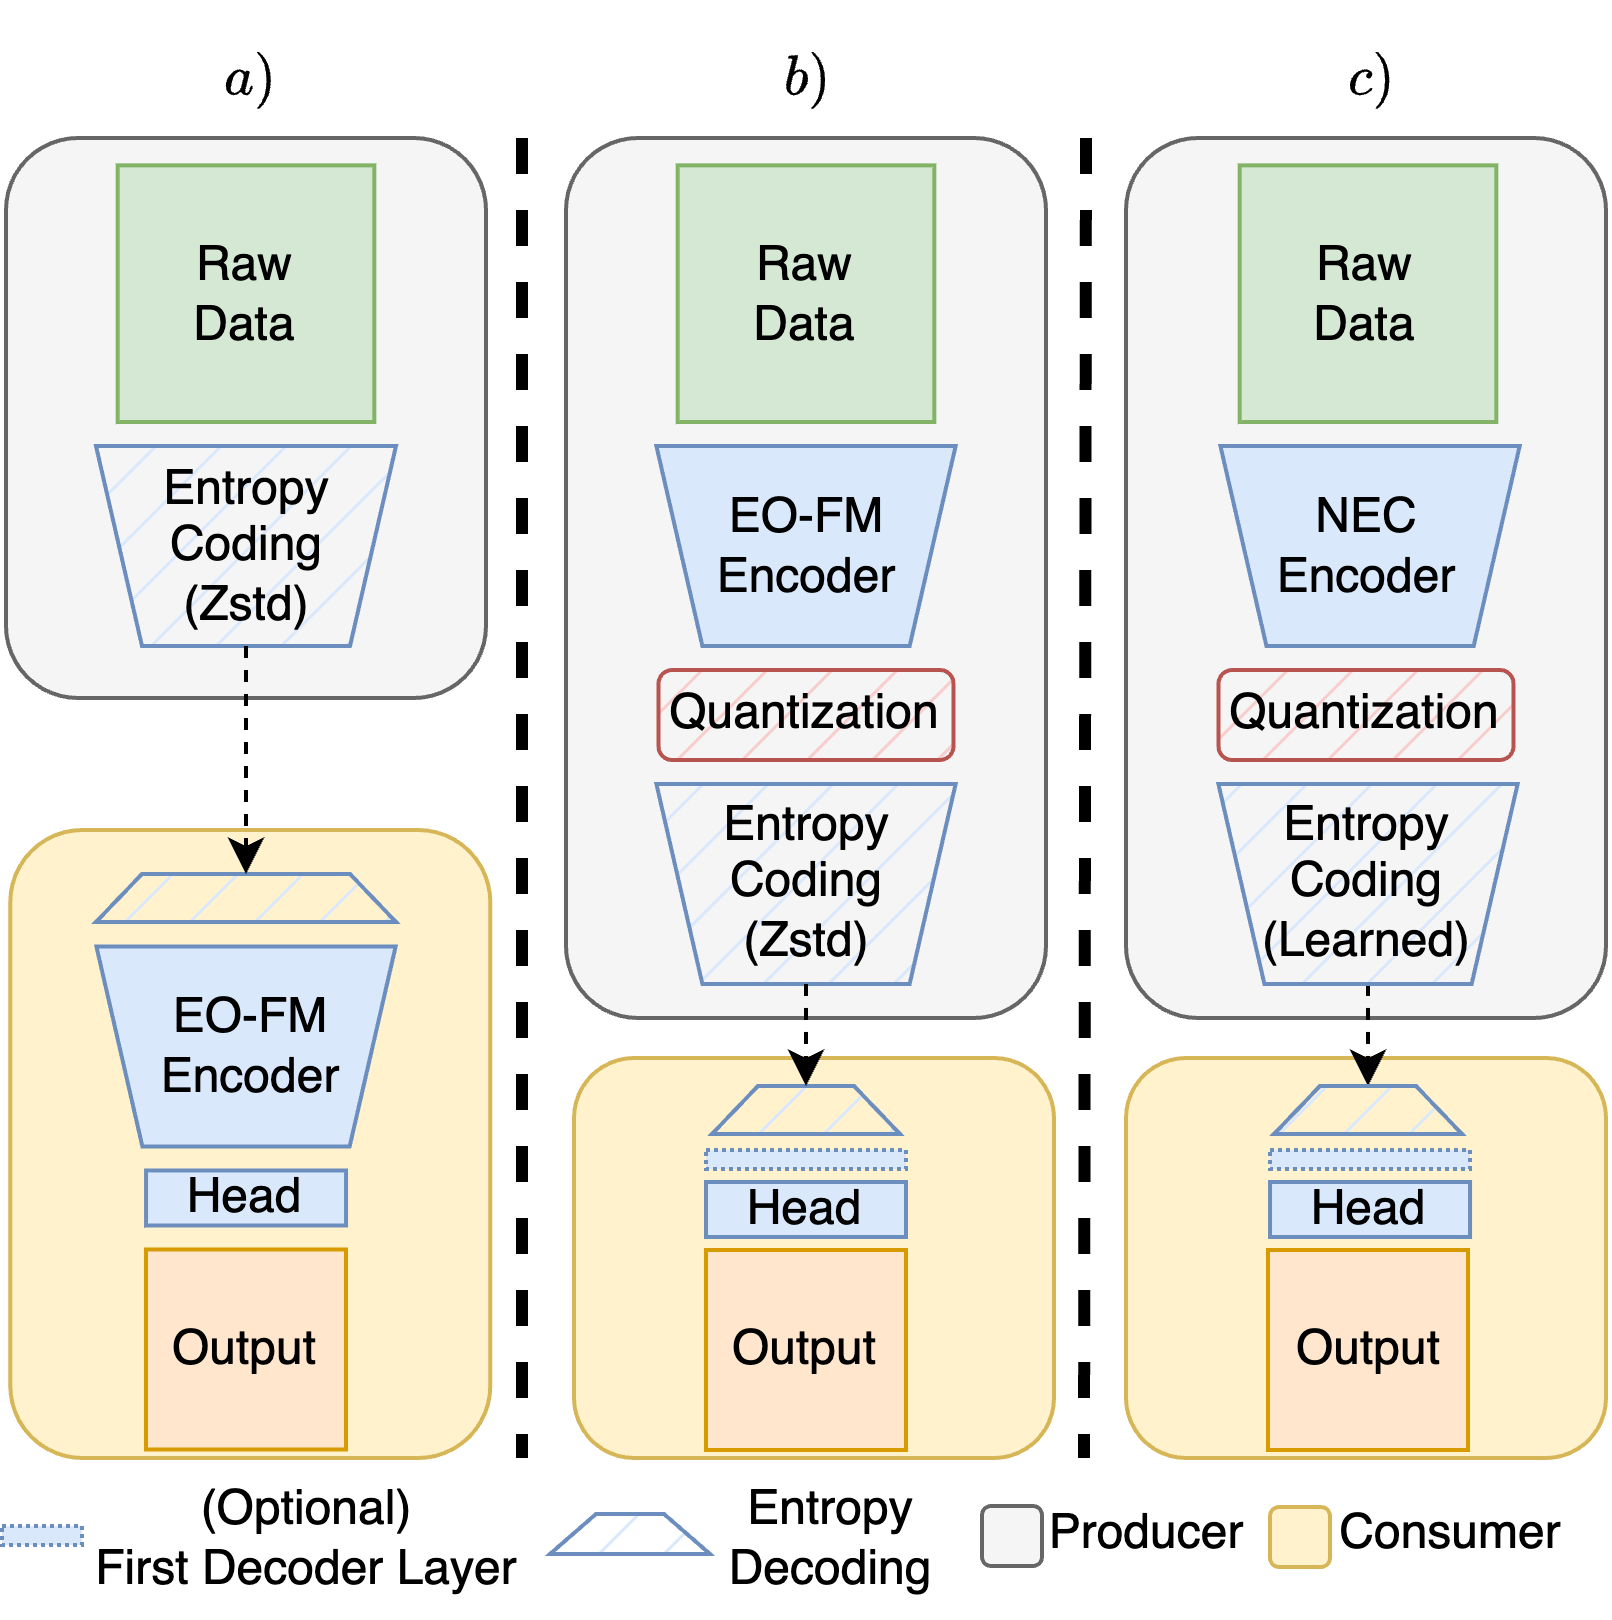 a)
Raw
Data
Entropy
Coding
(Zstd)
EO-FM
Encoder
Head
Output
b)
Raw
Data
EO-FM
Encoder
Quantization
Entropy
Coding
(Zstd)
Head
Output
c)
Raw
Data
NEC
Encoder
Quantization
Entropy
Coding
(Learned)
Head
Output
(Optional)
First Decoder Layer
Entropy
Decoding
Producer
Consumer